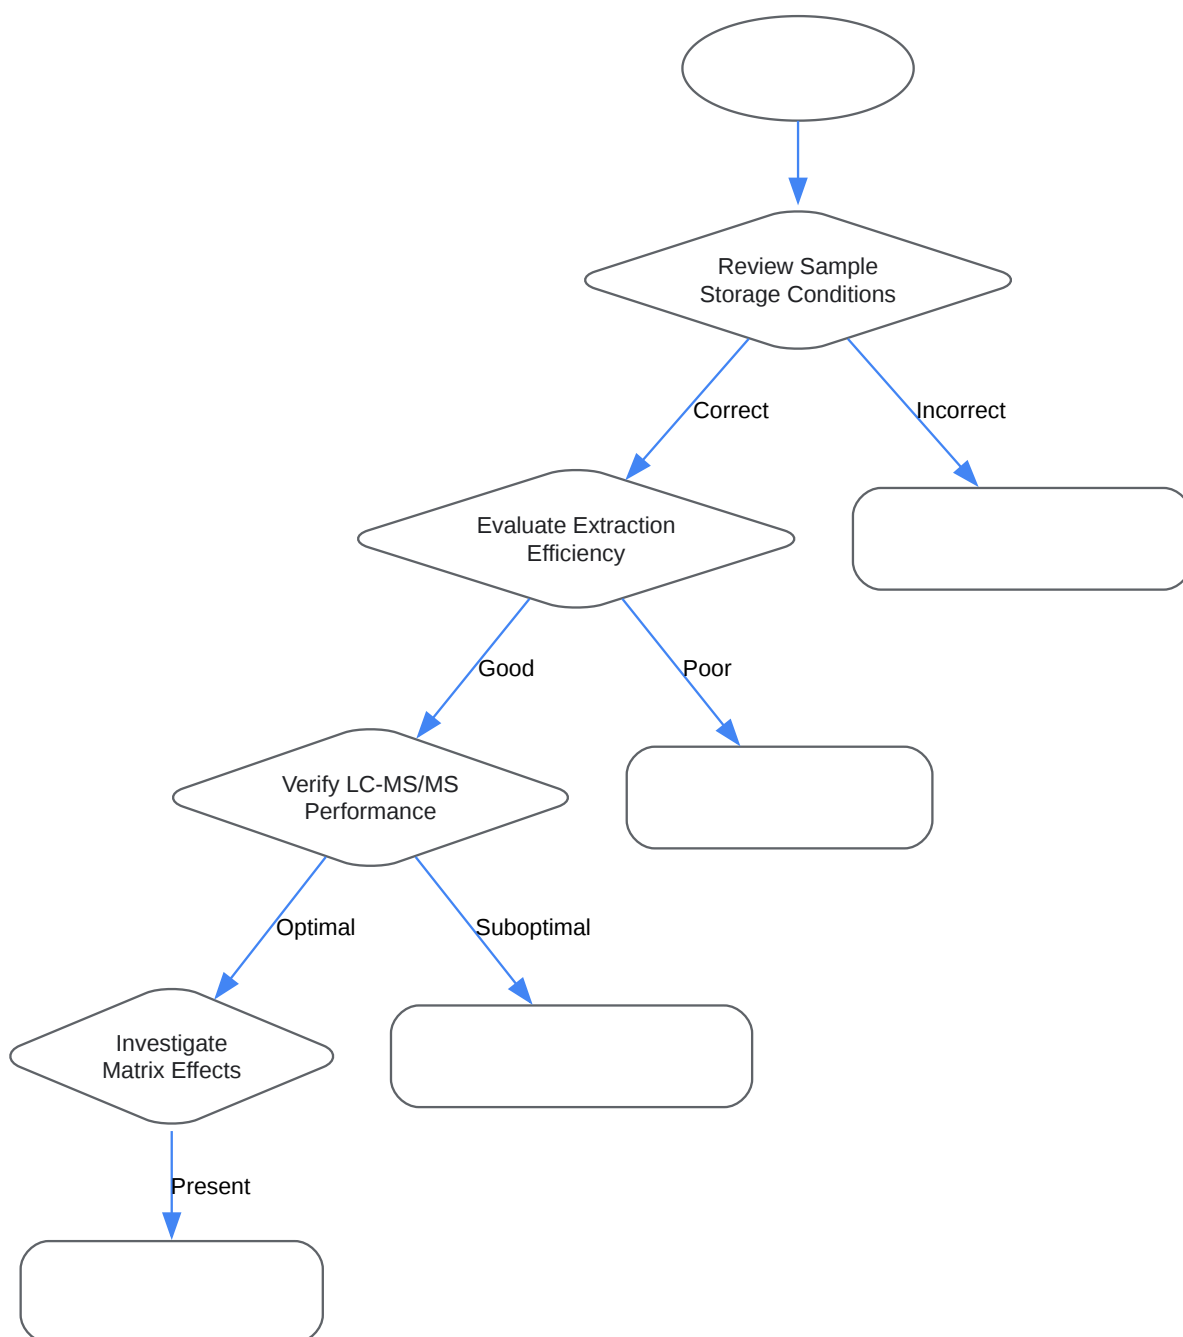 Review Sample
Storage Conditions
Correct
Incorrect
Evaluate Extraction
Efficiency
Good
Poor
Verify LC-MS/MS
Performance
Optimal
Suboptimal
Investigate
Matrix Effects
Present